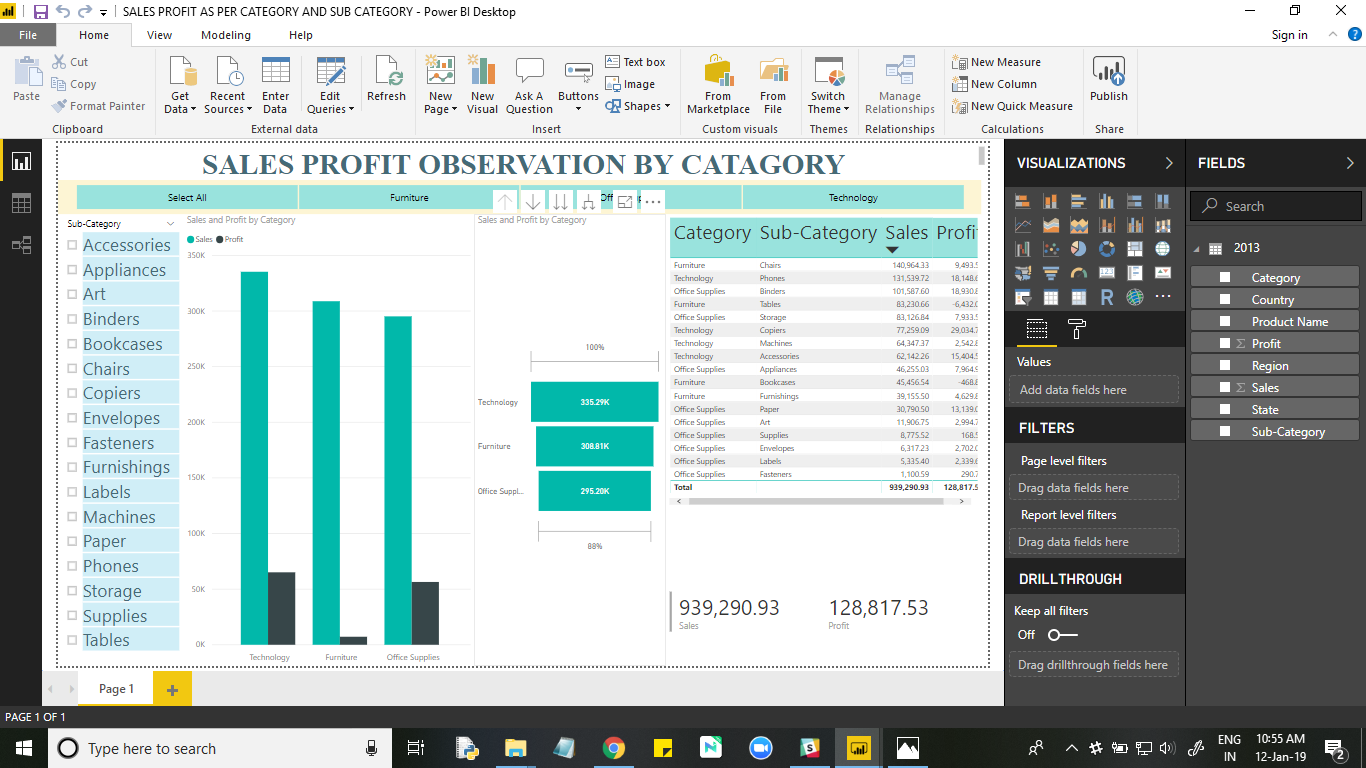 SALES PROFIT AS PER CATEGORY AND SUB CATEGORY - Power BI Desktop
File Home View Modeling Help Sign in
Paste Cut Copy Format Painter
Get Data Recent Sources Enter Data Edit Queries Refresh
New Page New Visual Ask A Question Buttons Text box Image Shapes
From Marketplace From File Switch Theme Manage Relationships
New Measure New Column New Quick Measure Publish
Clipboard External data Insert Custom visuals Themes Relationships Calculations Share
SALES PROFIT OBSERVATION BY CATAGORY
Select All Furniture Technology
Sub-Category
Accessories
Appliances
Art
Binders
Bookcases
Chairs
Copiers
Envelopes
Fasteners
Furnishings
Labels
Machines
Paper
Phones
Storage
Supplies
Tables
Sales and Profit by Category
Sales Profit
350K
300K
250K
200K
150K
100K
50K
0K
Technology Furniture Office Supplies
Sales and Profit by Category
100%
Technology 335.29K
Furniture 308.81K
Office Suppl... 295.20K
88%
Category Sub-Category Sales Profi
Furniture Chairs 140,964.33 9,493.5
Technology Phones 131,539.72 18,148.6
Office Supplies Binders 101,587.60 18,930.8
Furniture Tables 83,230.66 -6,432.0
Office Supplies Storage 83,126.84 7,933.5
Technology Copiers 77,259.09 29,034.7
Technology Machines 64,347.37 2,542.8
Technology Accessories 62,142.26 15,404.5
Office Supplies Appliances 46,255.03 7,964.9
Furniture Bookcases 45,456.54 -468.8
Furniture Furnishings 39,155.50 4,629.8
Office Supplies Paper 30,790.50 13,139.0
Office Supplies Art 11,906.75 2,994.7
Office Supplies Supplies 8,775.52 168.5
Office Supplies Envelopes 6,317.23 2,702.0
Office Supplies Labels 5,335.40 2,339.6
Office Supplies Fasteners 1,100.59 290.7
Total 939,290.93 128,817.5
939,290.93 128,817.53
Sales Profit
VISUALIZATIONS
R
Values
Add data fields here
FILTERS
Page level filters
Drag data fields here
Report level filters
Drag data fields here
DRILLTHROUGH
Keep all filters
Off
Drag drillthrough fields here
FIELDS
Search
2013
Category
Country
Product Name
Σ Profit
Region
Σ Sales
State
Sub-Category
Page 1
PAGE 1 OF 1
Type here to search
ENG IN
10:55 AM
12-Jan-19
2